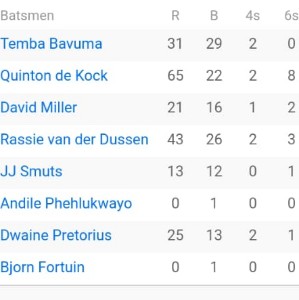 Batsmen R B 4s 6s
Temba Bavuma 31 29 2 0
Quinton de Kock 65 22 2 8
David Miller 21 16 1 2
Rassie van der Dussen 43 26 2 3
JJ Smuts 13 12 0 1
Andile Phehlukwayo 0 1 0 0
Dwaine Pretorius 25 13 2 1
Bjorn Fortuin 0 1 0 0